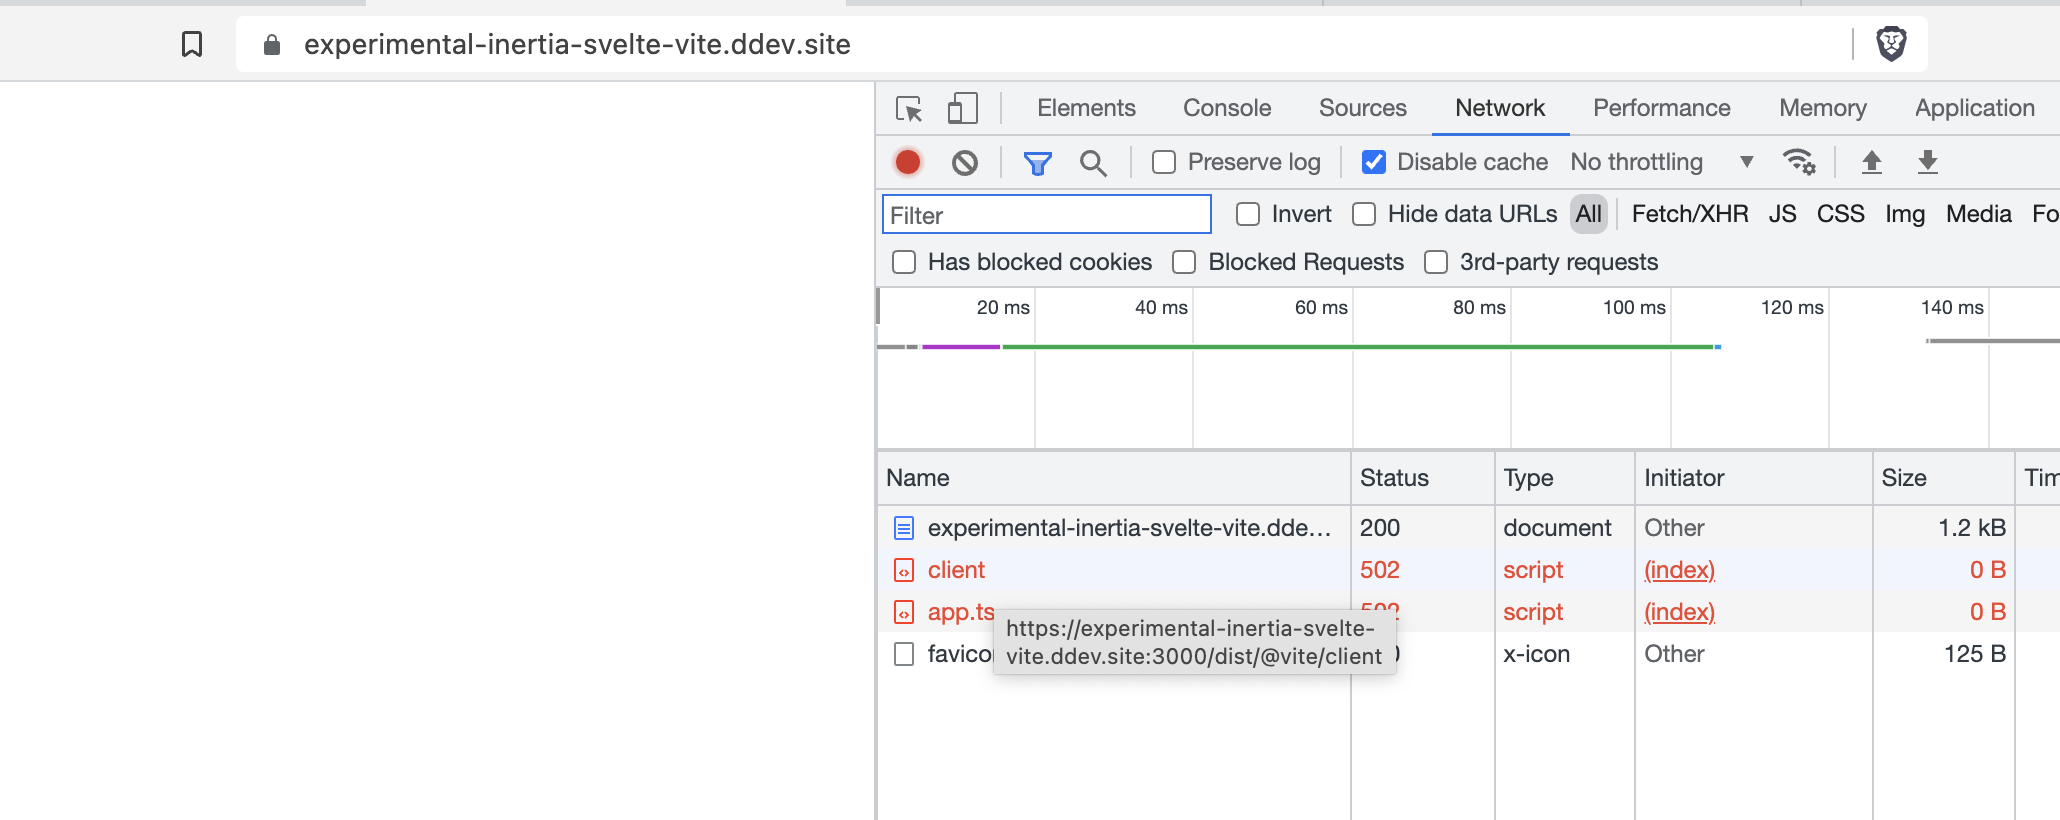 experimental-inertia-svelte-vite.ddev.site
Elements Console Sources Network Performance Memory Application
Preserve log Disable cache No throttling
Filter Invert Hide data URLs All Fetch/XHR JS CSS Img Media Fo
Has blocked cookies Blocked Requests 3rd-party requests
20 ms 40 ms 60 ms 80 ms 100 ms 120 ms 140 ms
Name Status Type Initiator Size Tim
experimental-inertia-svelte-vite.dde... 200 document Other 1.2 kB
client 502 script (index) 0 B
app.ts 502 script (index) 0 B
https://experimental-inertia-svelte-
vite.ddev.site:3000/dist/@vite/client
favico x-icon Other 125 B